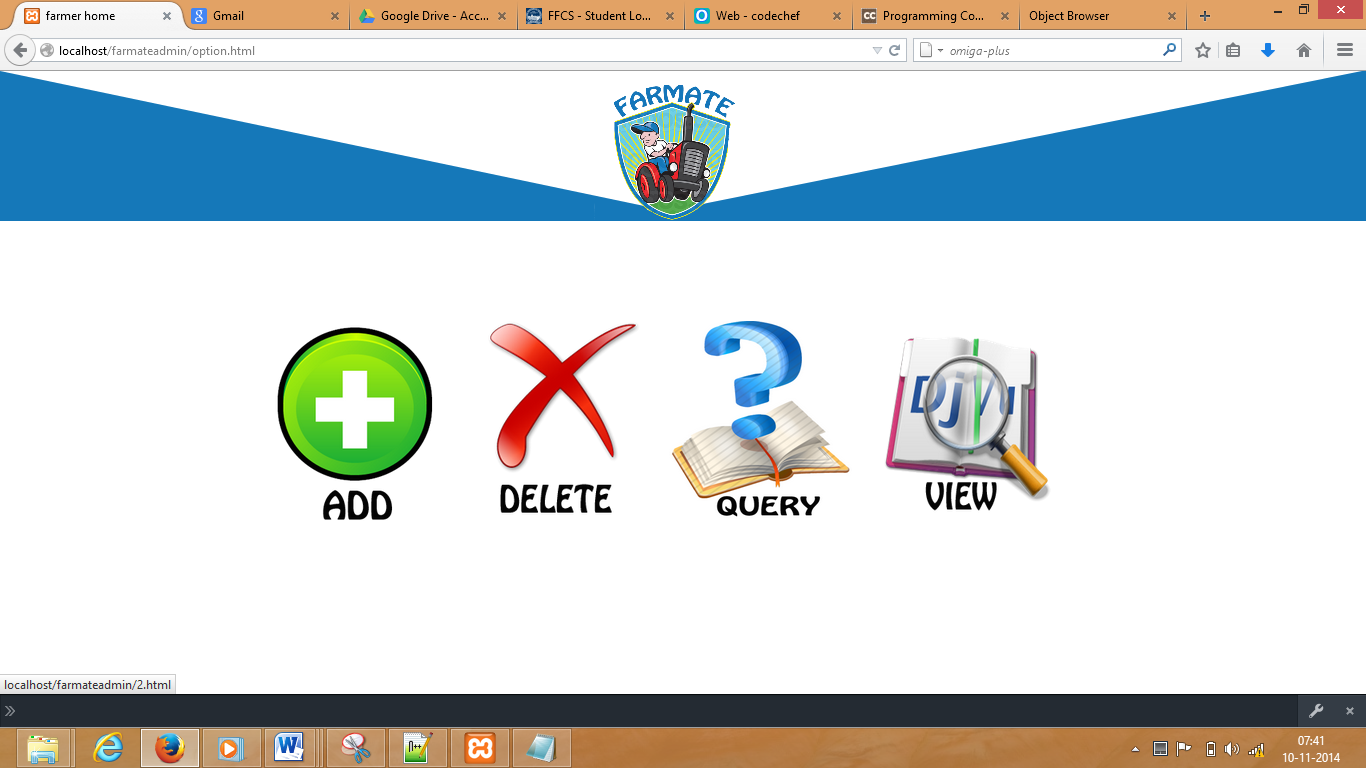 farmer home
Gmail
Google Drive - Acc...
FFCS - Student Lo...
Web - codechef
Programming Co...
Object Browser
localhost/farmateadmin/option.html
omiga-plus
FARMATE
DjVu
ADD
DELETE
QUERY
VIEW
localhost/farmateadmin/2.html
07:41
10-11-2014